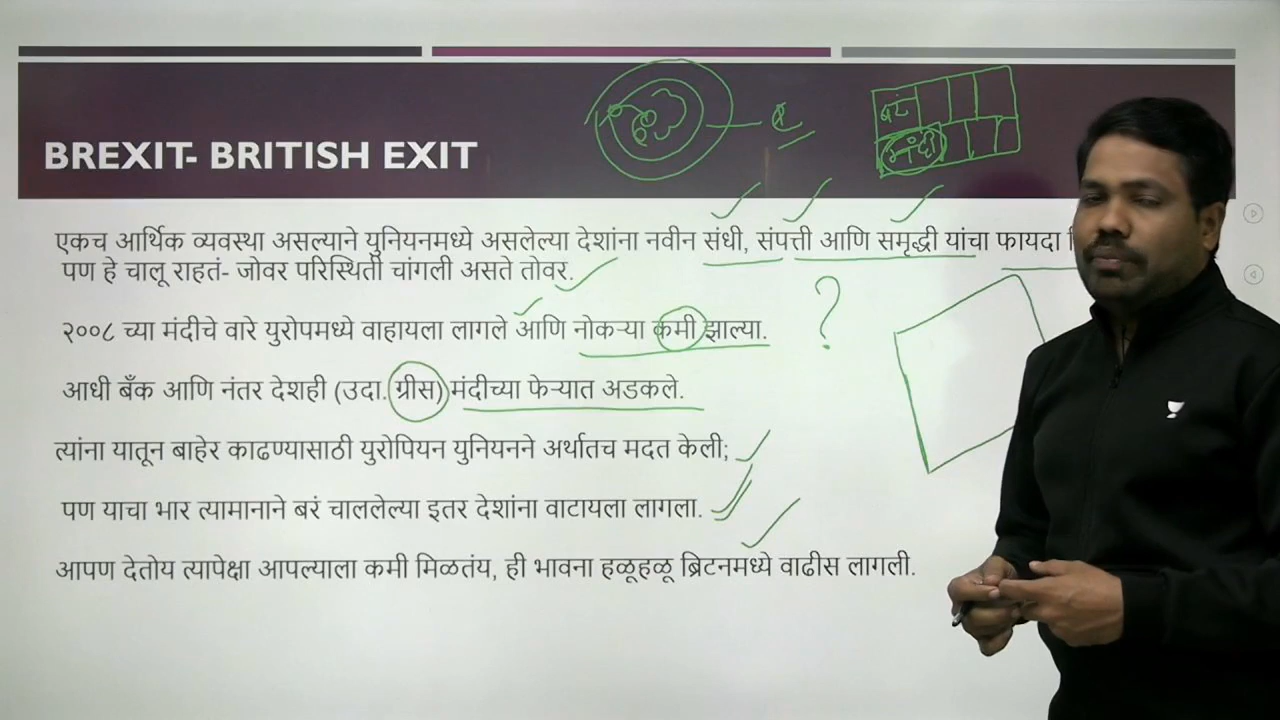 BREXIT- BRITISH EXIT
बरं
मंदी
एकच आर्थिक व्यवस्था असल्याने युनियनमध्ये असलेल्या देशांना नवीन संधी, संपत्ती आणि समृद्धी यांचा फायदा
पण हे चालू राहतं- जोवर परिस्थिती चांगली असते तोवर.
२००८ च्या मंदीचे वारे युरोपमध्ये वाहायला लागले आणि नोकऱ्या कमी झाल्या. ?
आधी बँक आणि नंतर देशही (उदा. ग्रीस) मंदीच्या फेऱ्यात अडकले.
त्यांना यातून बाहेर काढण्यासाठी युरोपियन युनियनने अर्थातच मदत केली;
पण याचा भार त्यामानाने बरं चाललेल्या इतर देशांना वाटायला लागला.
आपण देतोय त्यापेक्षा आपल्याला कमी मिळतंय, ही भावना हळूहळू ब्रिटनमध्ये वाढीस लागली.